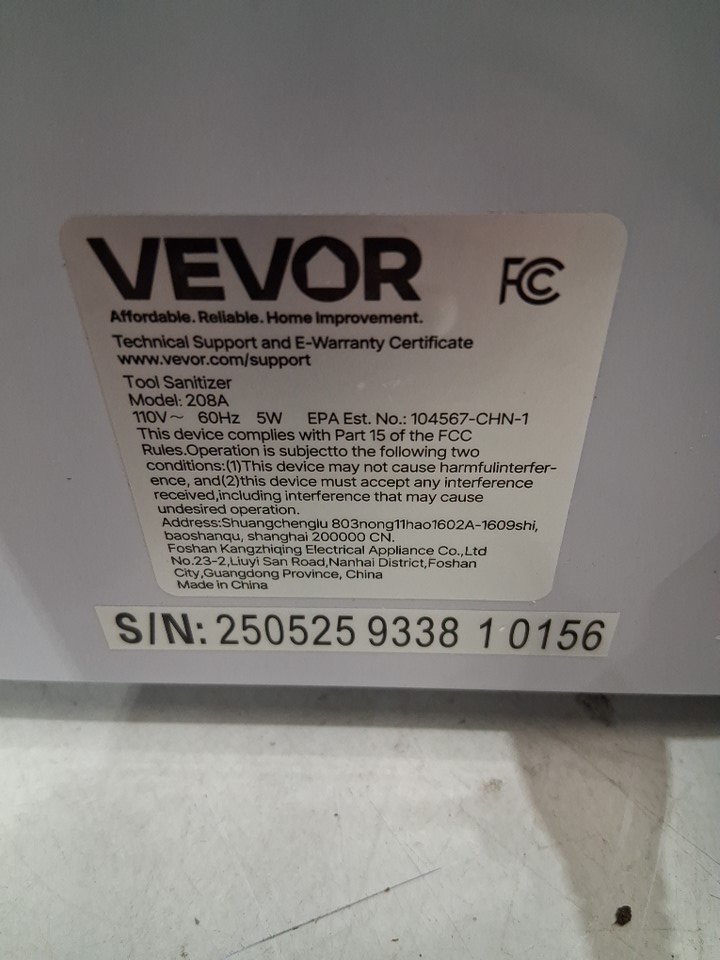 VEVOR
FC
Affordable. Reliable. Home Improvement.
Technical Support and E-Warranty Certificate
www.vevor.com/support
Tool Sanitizer
Model: 208A
110V~ 60Hz 5W EPA Est. No.: 104567-CHN-1
This device complies with Part 15 of the FCC
Rules.Operation is subjectto the following two
conditions:(1)This device may not cause harmfulinterfer-
ence, and(2)this device must accept any interference
received,including interference that may cause
undesired operation.
Address:Shuangchenglu 803nong11hao1602A-1609shi,
baoshanqu, shanghai 200000 CN.
Foshan Kangzhiqing Electrical Appliance Co.,Ltd
No.23-2,Liuyi San Road,Nanhai District,Foshan
City,Guangdong Province, China
Made in China
S/N: 250525 9338 1 0156